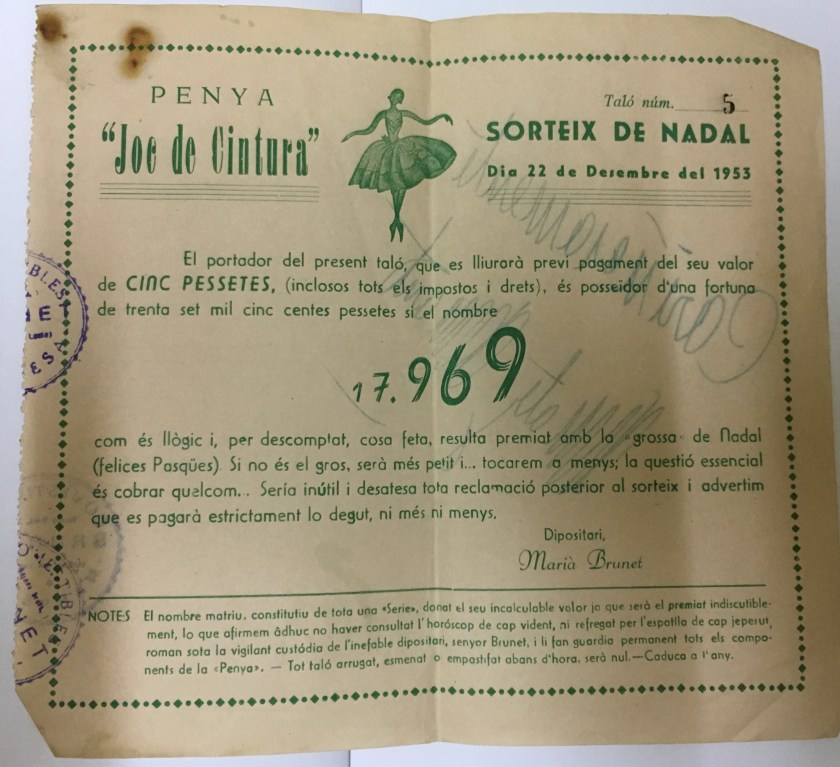 PENYA
"Joc de Cintura"
Taló núm. 5
SORTEIX DE NADAL
Dia 22 de Desembre del 1953
El portador del present taló, que es lliurarà previ pagament del seu valor
de CINC PESSETES, (inclosos tots els impostos i drets), és posseidor d'una fortuna
de trenta set mil cinc centes pessetes si el nombre
17.969
com és llògic i, per descomptat, cosa feta, resulta premiat amb la «grossa» de Nadal
(felices Pasqües). Si no és el gros, serà més petit i... tocarem a menys; la questió essencial
és cobrar quelcom... Sería inútil i desatesa tota reclamació posterior al sorteix i advertim
que es pagarà estrictament lo degut, ni més ni menys.
Dipositari,
Marià Brunet
NOTES El nombre matriu, constitutiu de tota una «Serie», donat el seu incalculable valor ja que serà el premiat indiscutible-
ment, lo que afirmem àdhuc no haver consultat l'horóscop de cap vident, ni refregat per l'espatlla de cap jeperut,
roman sota la vigilant custódia de l'inefable dipositari, senyor Brunet, i li fan guardia permanent tots els compo-
nents de la «Penya». — Tot taló arrugat, esmenat o empastifat abans d'hora, serà nul.—Caduca a l'any.